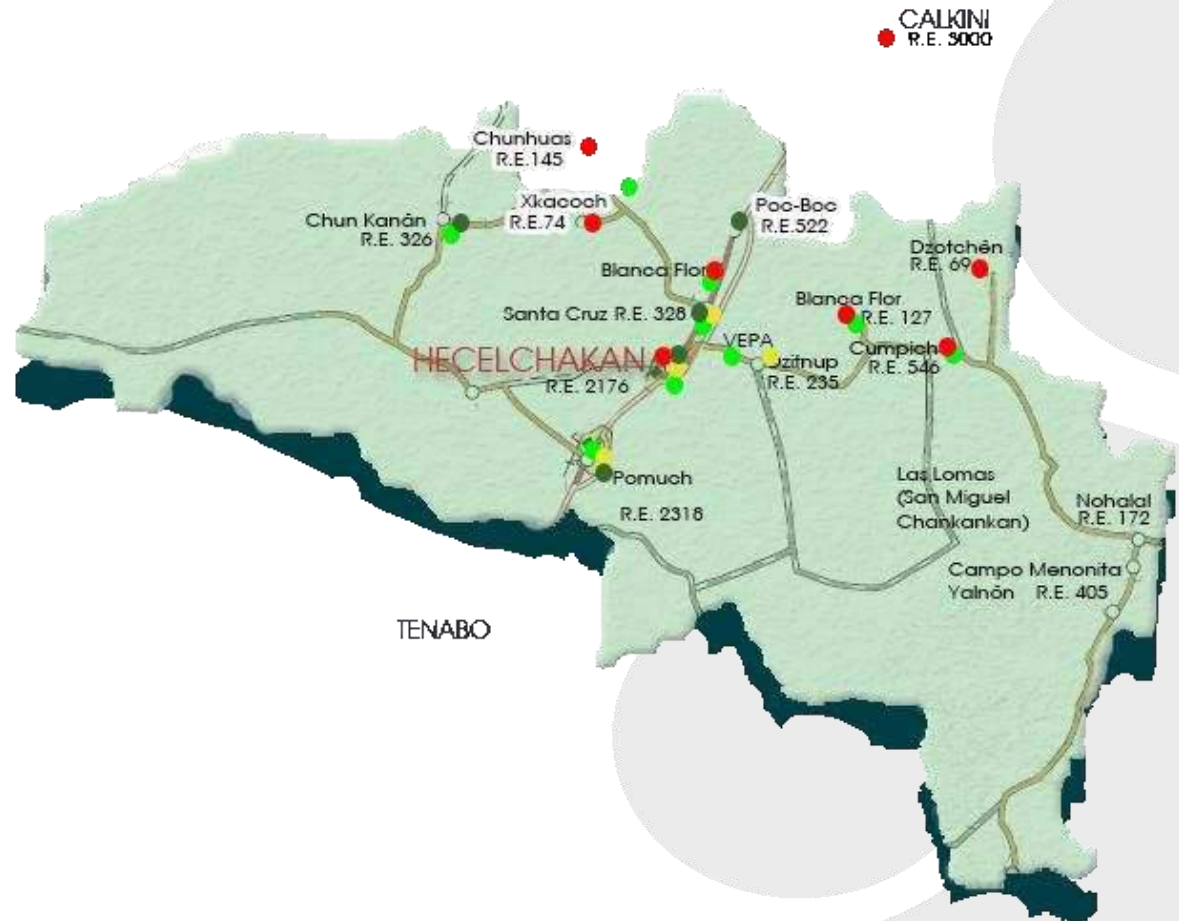 CALKINI
R.E. 3000
Chunhuas
R.E.145
Chun Kanán
R.E. 326
Xkacoch
R.E.74
Poc-Boc
R.E.522
Blanca Flor
Dzotchén
R.E. 69
Santa Cruz R.E. 328
Blanca Flor
R.E. 127
HECELCHAKANA
R.E. 2176
VEPA
Dzitnup
R.E. 235
Cumpich
R.E. 546
Pomuch
R.E. 2318
Las Lomas
(San Miguel
Chankankan)
Nohalal
R.E. 172
Campo Menonita
Yalnón R.E. 405
TENABO